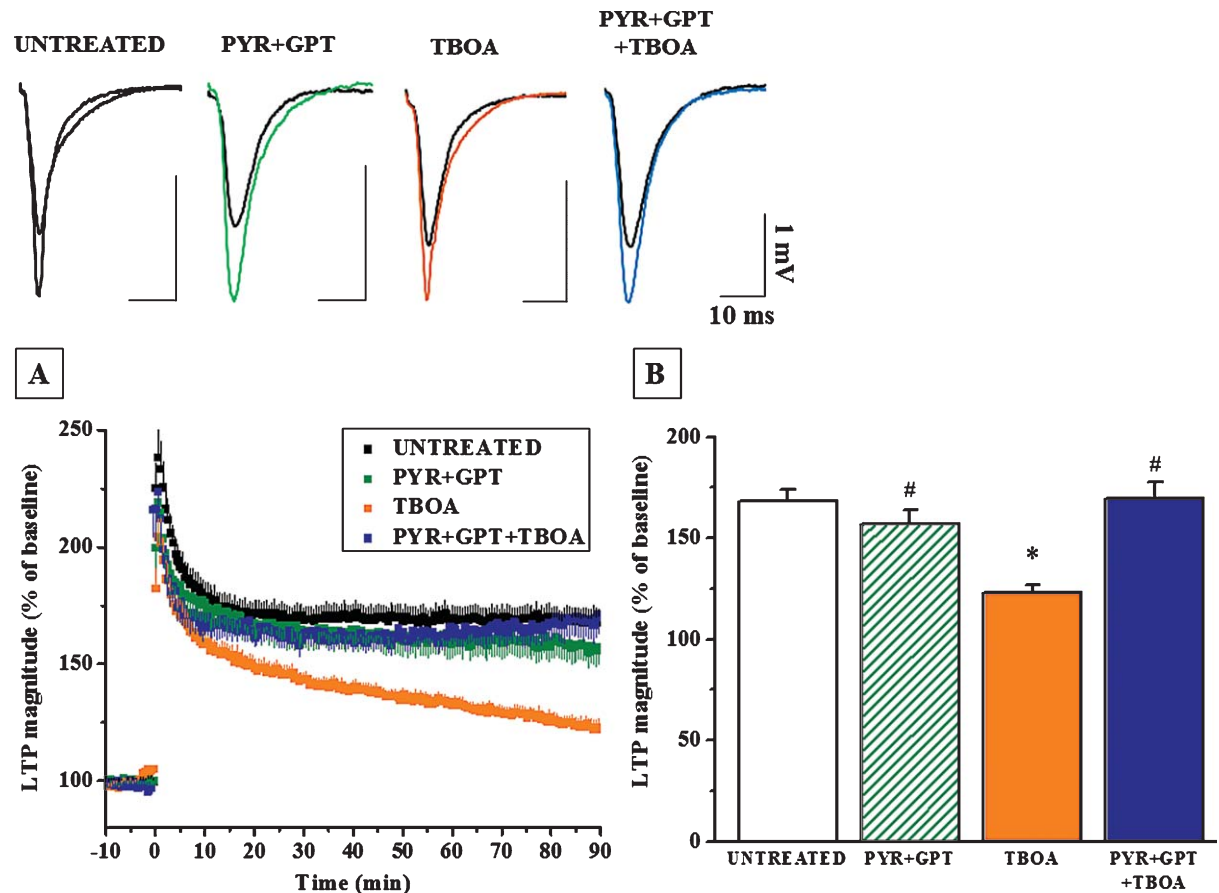 UNTREATED
PYR+GPT
TBOA
PYR+GPT
+TBOA
1 mV
10 ms
A
B
250
200
150
100
LTP magnitude (% of baseline)
UNTREATED
PYR+GPT
TBOA
PYR+GPT+TBOA
-10 0 10 20 30 40 50 60 70 80 90
Time (min)
200
150
100
50
0
LTP magnitude (% of baseline)
#
*
#
UNTREATED
PYR+GPT
TBOA
PYR+GPT
+TBOA